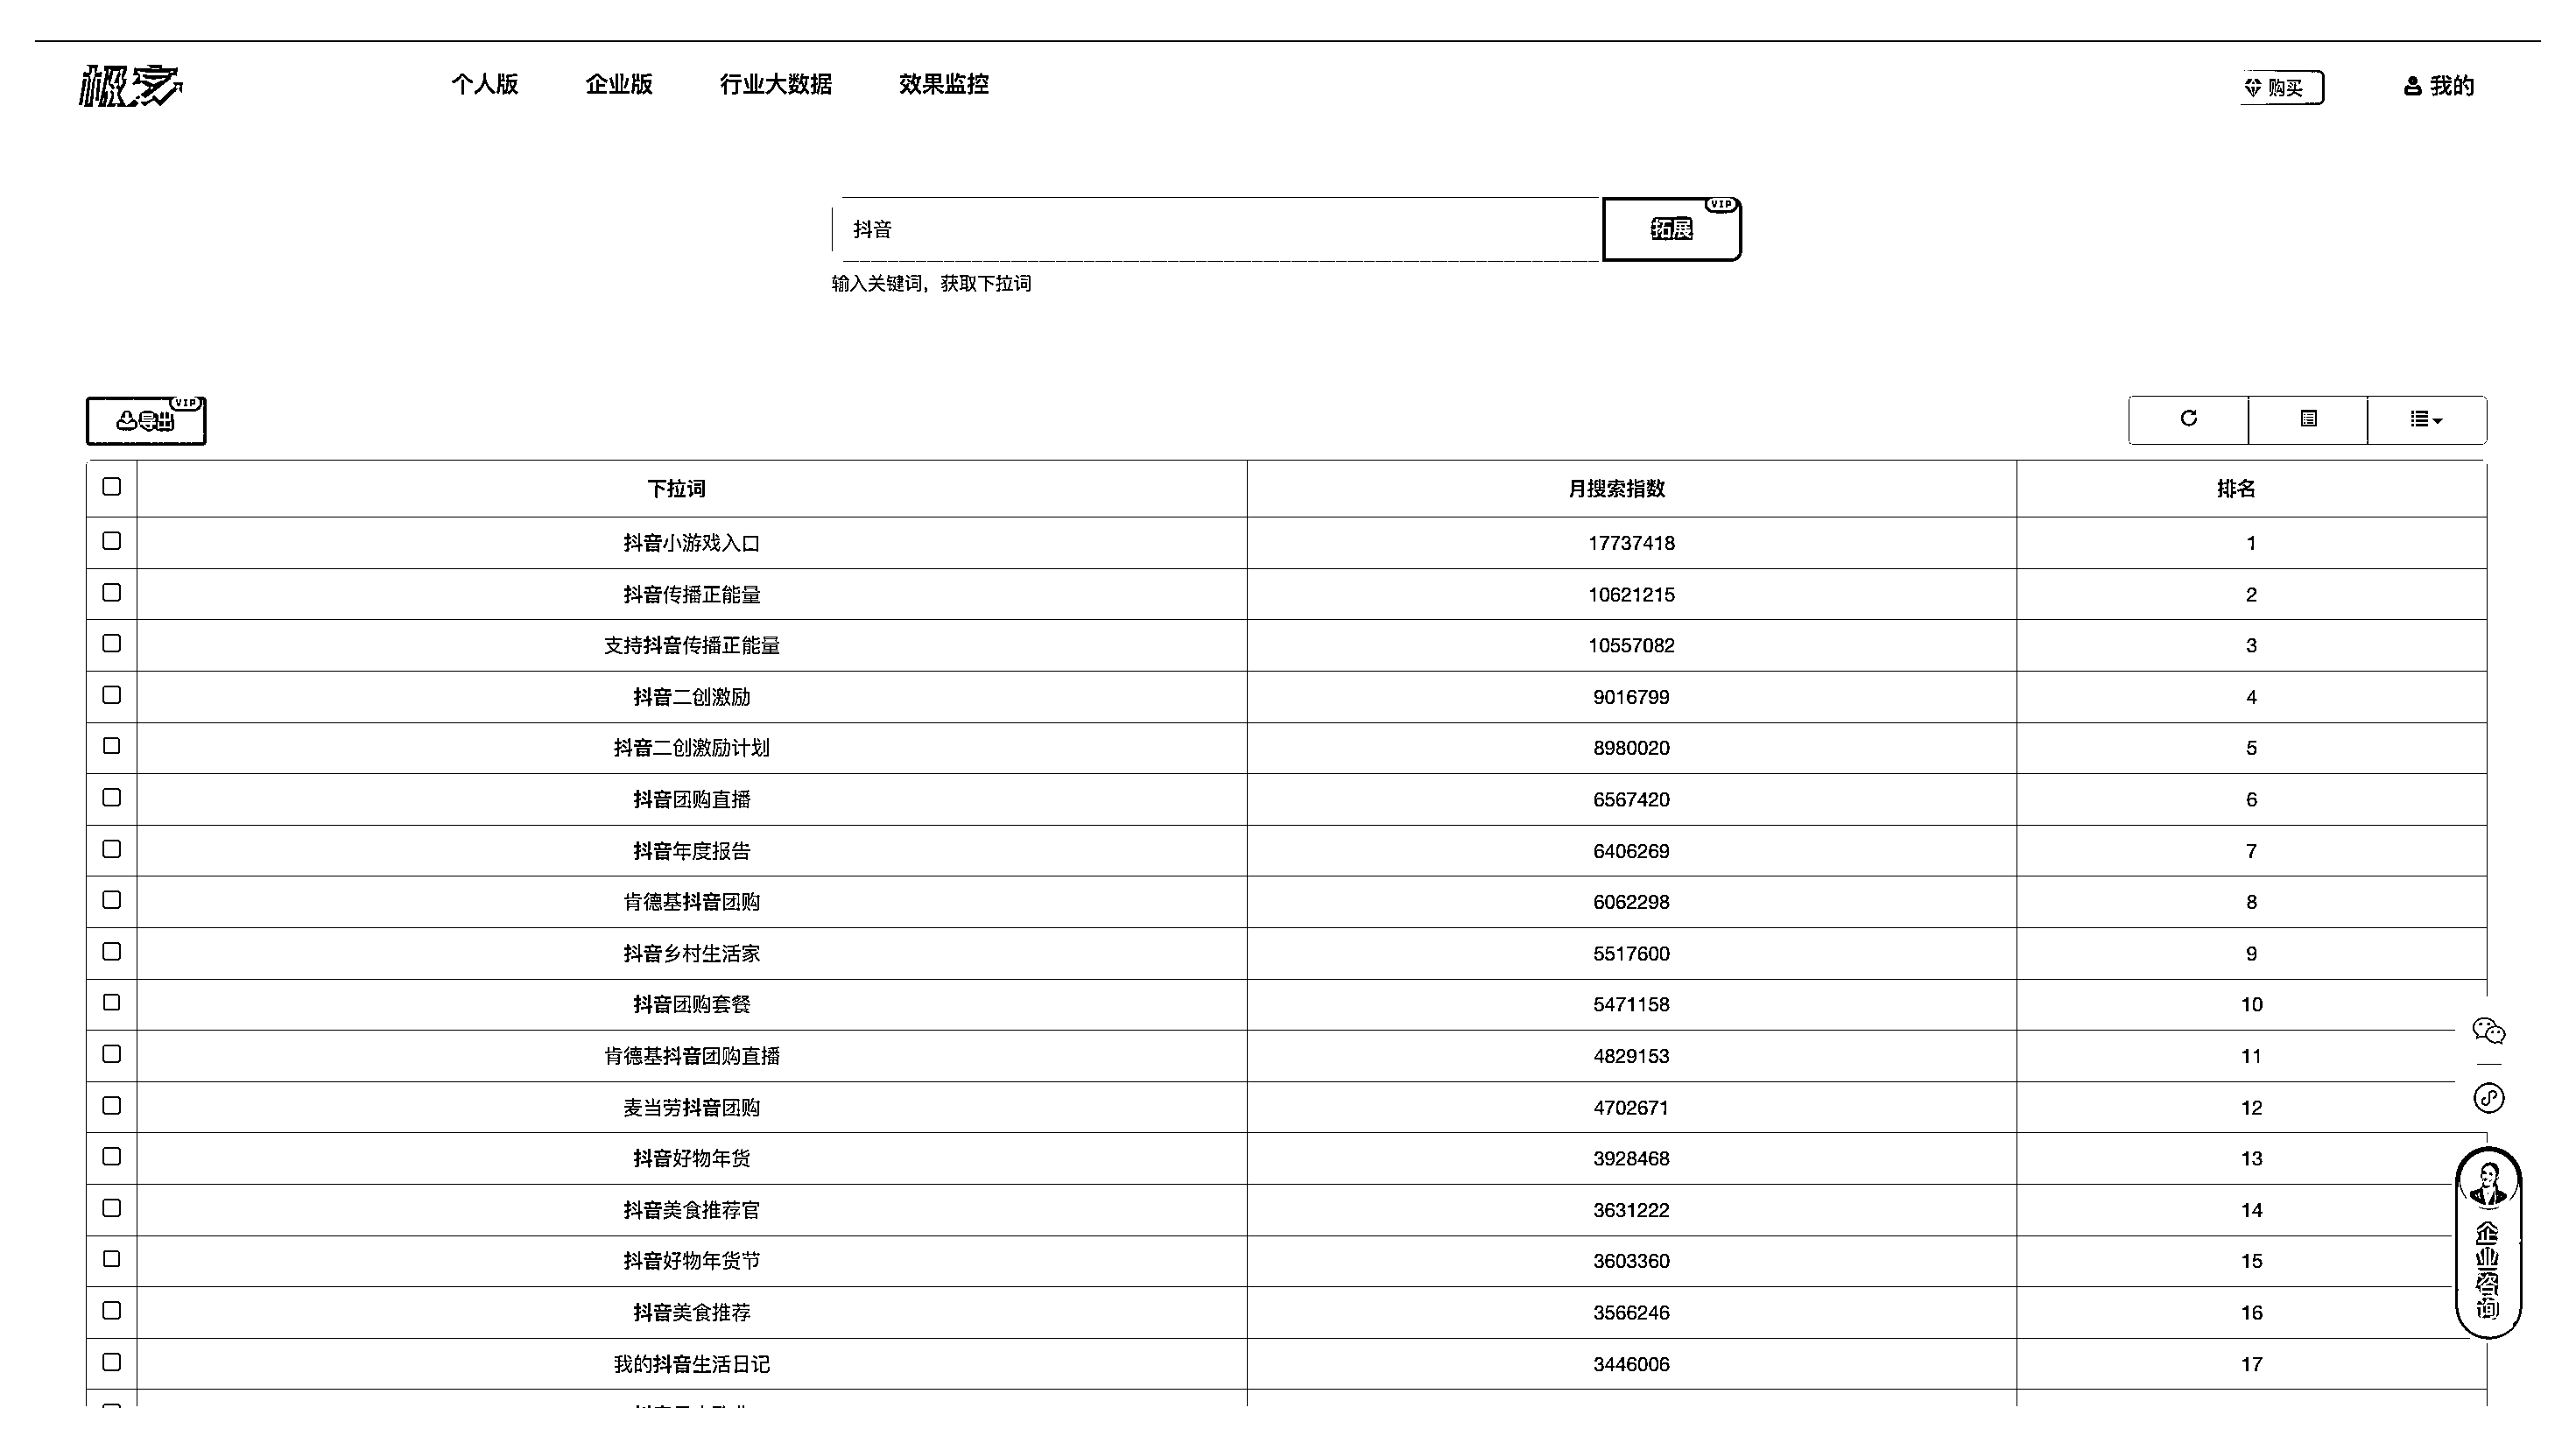 极客
个人版 企业版 行业大数据 效果监控 购买 我的
抖音 拓展 VIP
输入关键词，获取下拉词
导出 VIP
下拉词 月搜索指数 排名
抖音小游戏入口 17737418 1
抖音传播正能量 10621215 2
支持抖音传播正能量 10557082 3
抖音二创激励 9016799 4
抖音二创激励计划 8980020 5
抖音团购直播 6567420 6
抖音年度报告 6406269 7
肯德基抖音团购 6062298 8
抖音乡村生活家 5517600 9
抖音团购套餐 5471158 10
肯德基抖音团购直播 4829153 11
麦当劳抖音团购 4702671 12
抖音好物年货 3928468 13
抖音美食推荐官 3631222 14
抖音好物年货节 3603360 15
抖音美食推荐 3566246 16
我的抖音生活日记 3446006 17
企业咨询